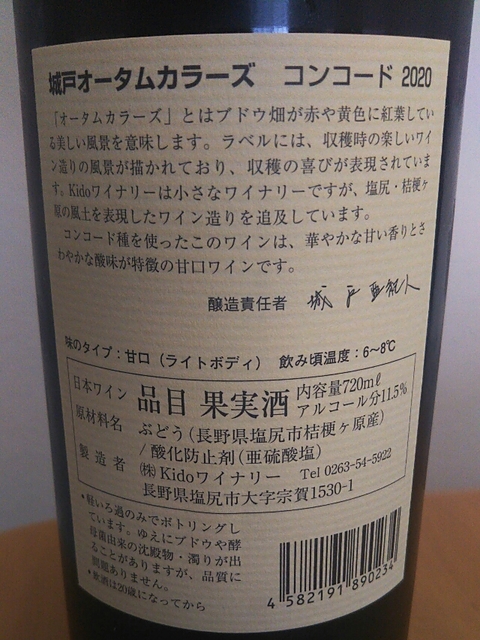 城戸オータムカラーズ コンコード 2020
「オータムカラーズ」とはブドウ畑が赤や黄色に紅葉してい
る美しい風景を意味します。ラベルには、収穫時の楽しいワイ
ン造りの風景が描かれており、収穫の喜びが表現されていま
す。Kidoワイナリーは小さなワイナリーですが、塩尻・桔梗ヶ
原の風土を表現したワイン造りを追及しています。
コンコード種を使ったこのワインは、華やかな甘い香りとさ
わやかな酸味が特徴の甘口ワインです。
醸造責任者 城戸亜紀人
味のタイプ：甘口（ライトボディ） 飲み頃温度：6〜8℃
日本ワイン 品目 果実酒 内容量720mℓ
アルコール分11.5%
原材料名 ぶどう（長野県塩尻市桔梗ヶ原産）
/酸化防止剤（亜硫酸塩）
製造者 ㈱Kidoワイナリー Tel 0263-54-5922
長野県塩尻市大字宗賀1530-1
*軽いろ過のみでボトリングし
ています。ゆえにブドウや酵
母菌由来の沈殿物・濁りが出
ることがありますが、品質に
問題ありません。
*飲酒は20歳になってから
4 582191 890234